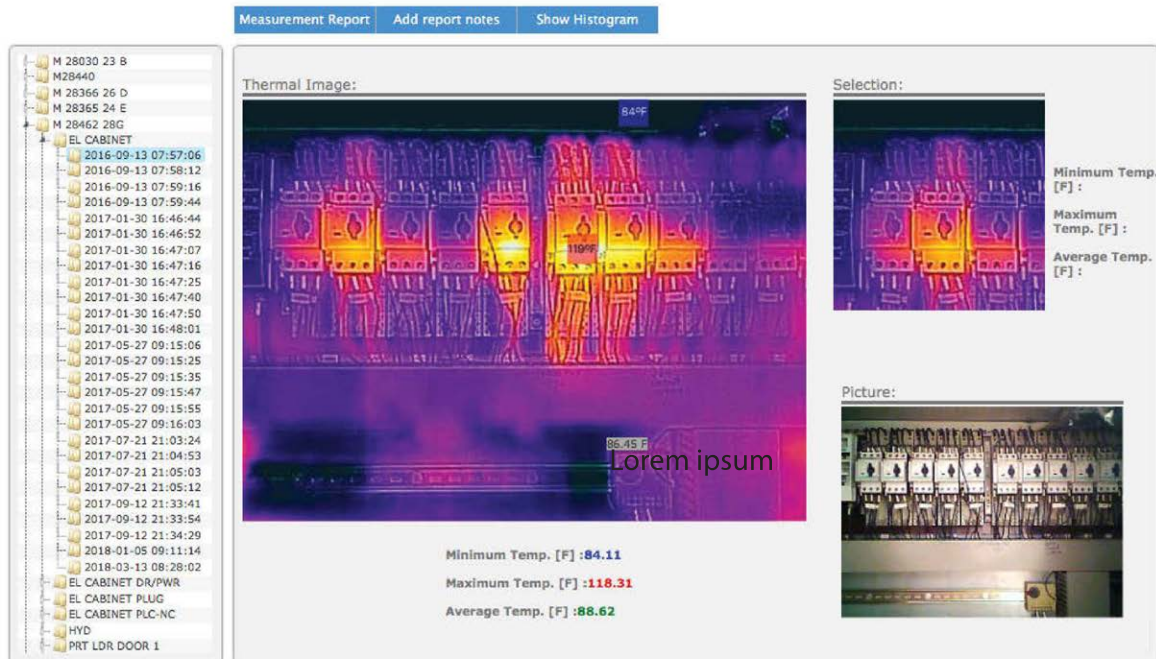 Measurement Report
Add report notes
Show Histogram
M 28030 23 B
M28440
M 28366 26 D
M 28365 24 E
M 28462 28G
EL CABINET
2016-09-13 07:57:06
2016-09-13 07:58:12
2016-09-13 07:59:16
2016-09-13 07:59:44
2017-01-30 16:46:44
2017-01-30 16:46:52
2017-01-30 16:47:07
2017-01-30 16:47:16
2017-01-30 16:47:25
2017-01-30 16:47:40
2017-01-30 16:47:50
2017-01-30 16:48:01
2017-05-27 09:15:06
2017-05-27 09:15:25
2017-05-27 09:15:35
2017-05-27 09:15:47
2017-05-27 09:15:55
2017-05-27 09:16:03
2017-07-21 21:03:24
2017-07-21 21:04:53
2017-07-21 21:05:03
2017-07-21 21:05:12
2017-09-12 21:33:41
2017-09-12 21:33:54
2017-09-12 21:34:29
2018-01-05 09:11:14
2018-03-13 08:28:02
EL CABINET DR/PWR
EL CABINET PLUG
EL CABINET PLC-NC
HYD
PRT LDR DOOR 1
Thermal Image:
84ºF
119ºF
86.45 F
Lorem ipsum
Minimum Temp. [F] :84.11
Maximum Temp. [F] :118.31
Average Temp. [F] :88.62
Selection:
Minimum Temp.
[F] :
Maximum
Temp. [F] :
Average Temp.
[F] :
Picture: